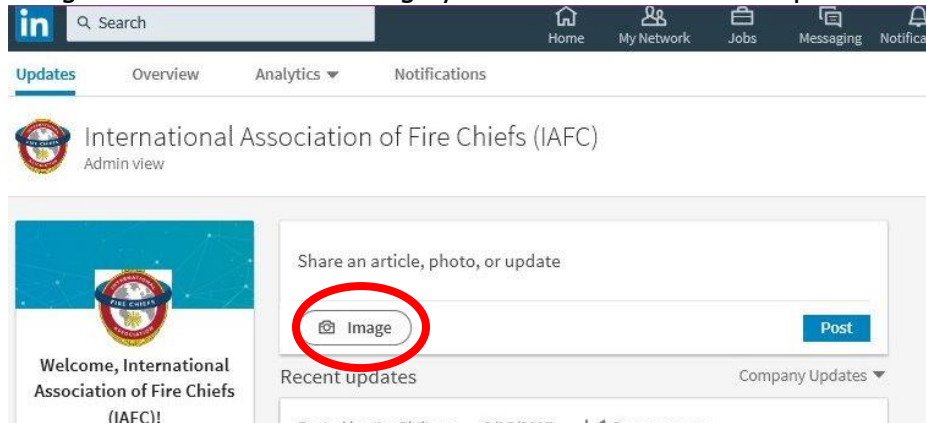 in Search
Home My Network Jobs Messaging Notifica
Updates Overview Analytics Notifications
International Association of Fire Chiefs (IAFC)
Admin view
Share an article, photo, or update
Image
Post
Welcome, International
Association of Fire Chiefs
(IAFC)!
Recent updates
Company Updates